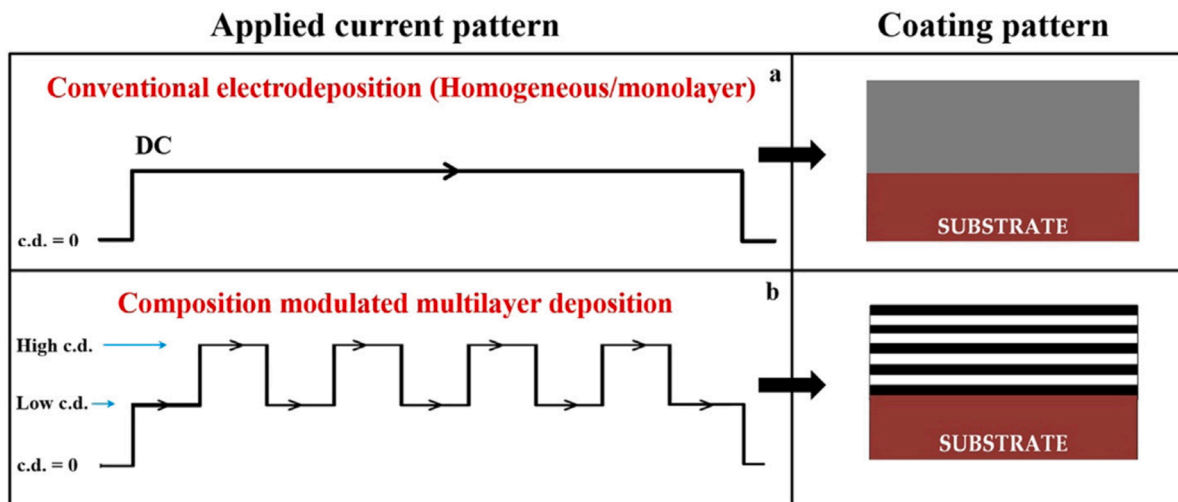 Applied current pattern
Coating pattern
a
Conventional electrodeposition (Homogeneous/monolayer)
DC
c.d. = 0
SUBSTRATE
b
Composition modulated multilayer deposition
High c.d.
Low c.d.
c.d. = 0
SUBSTRATE